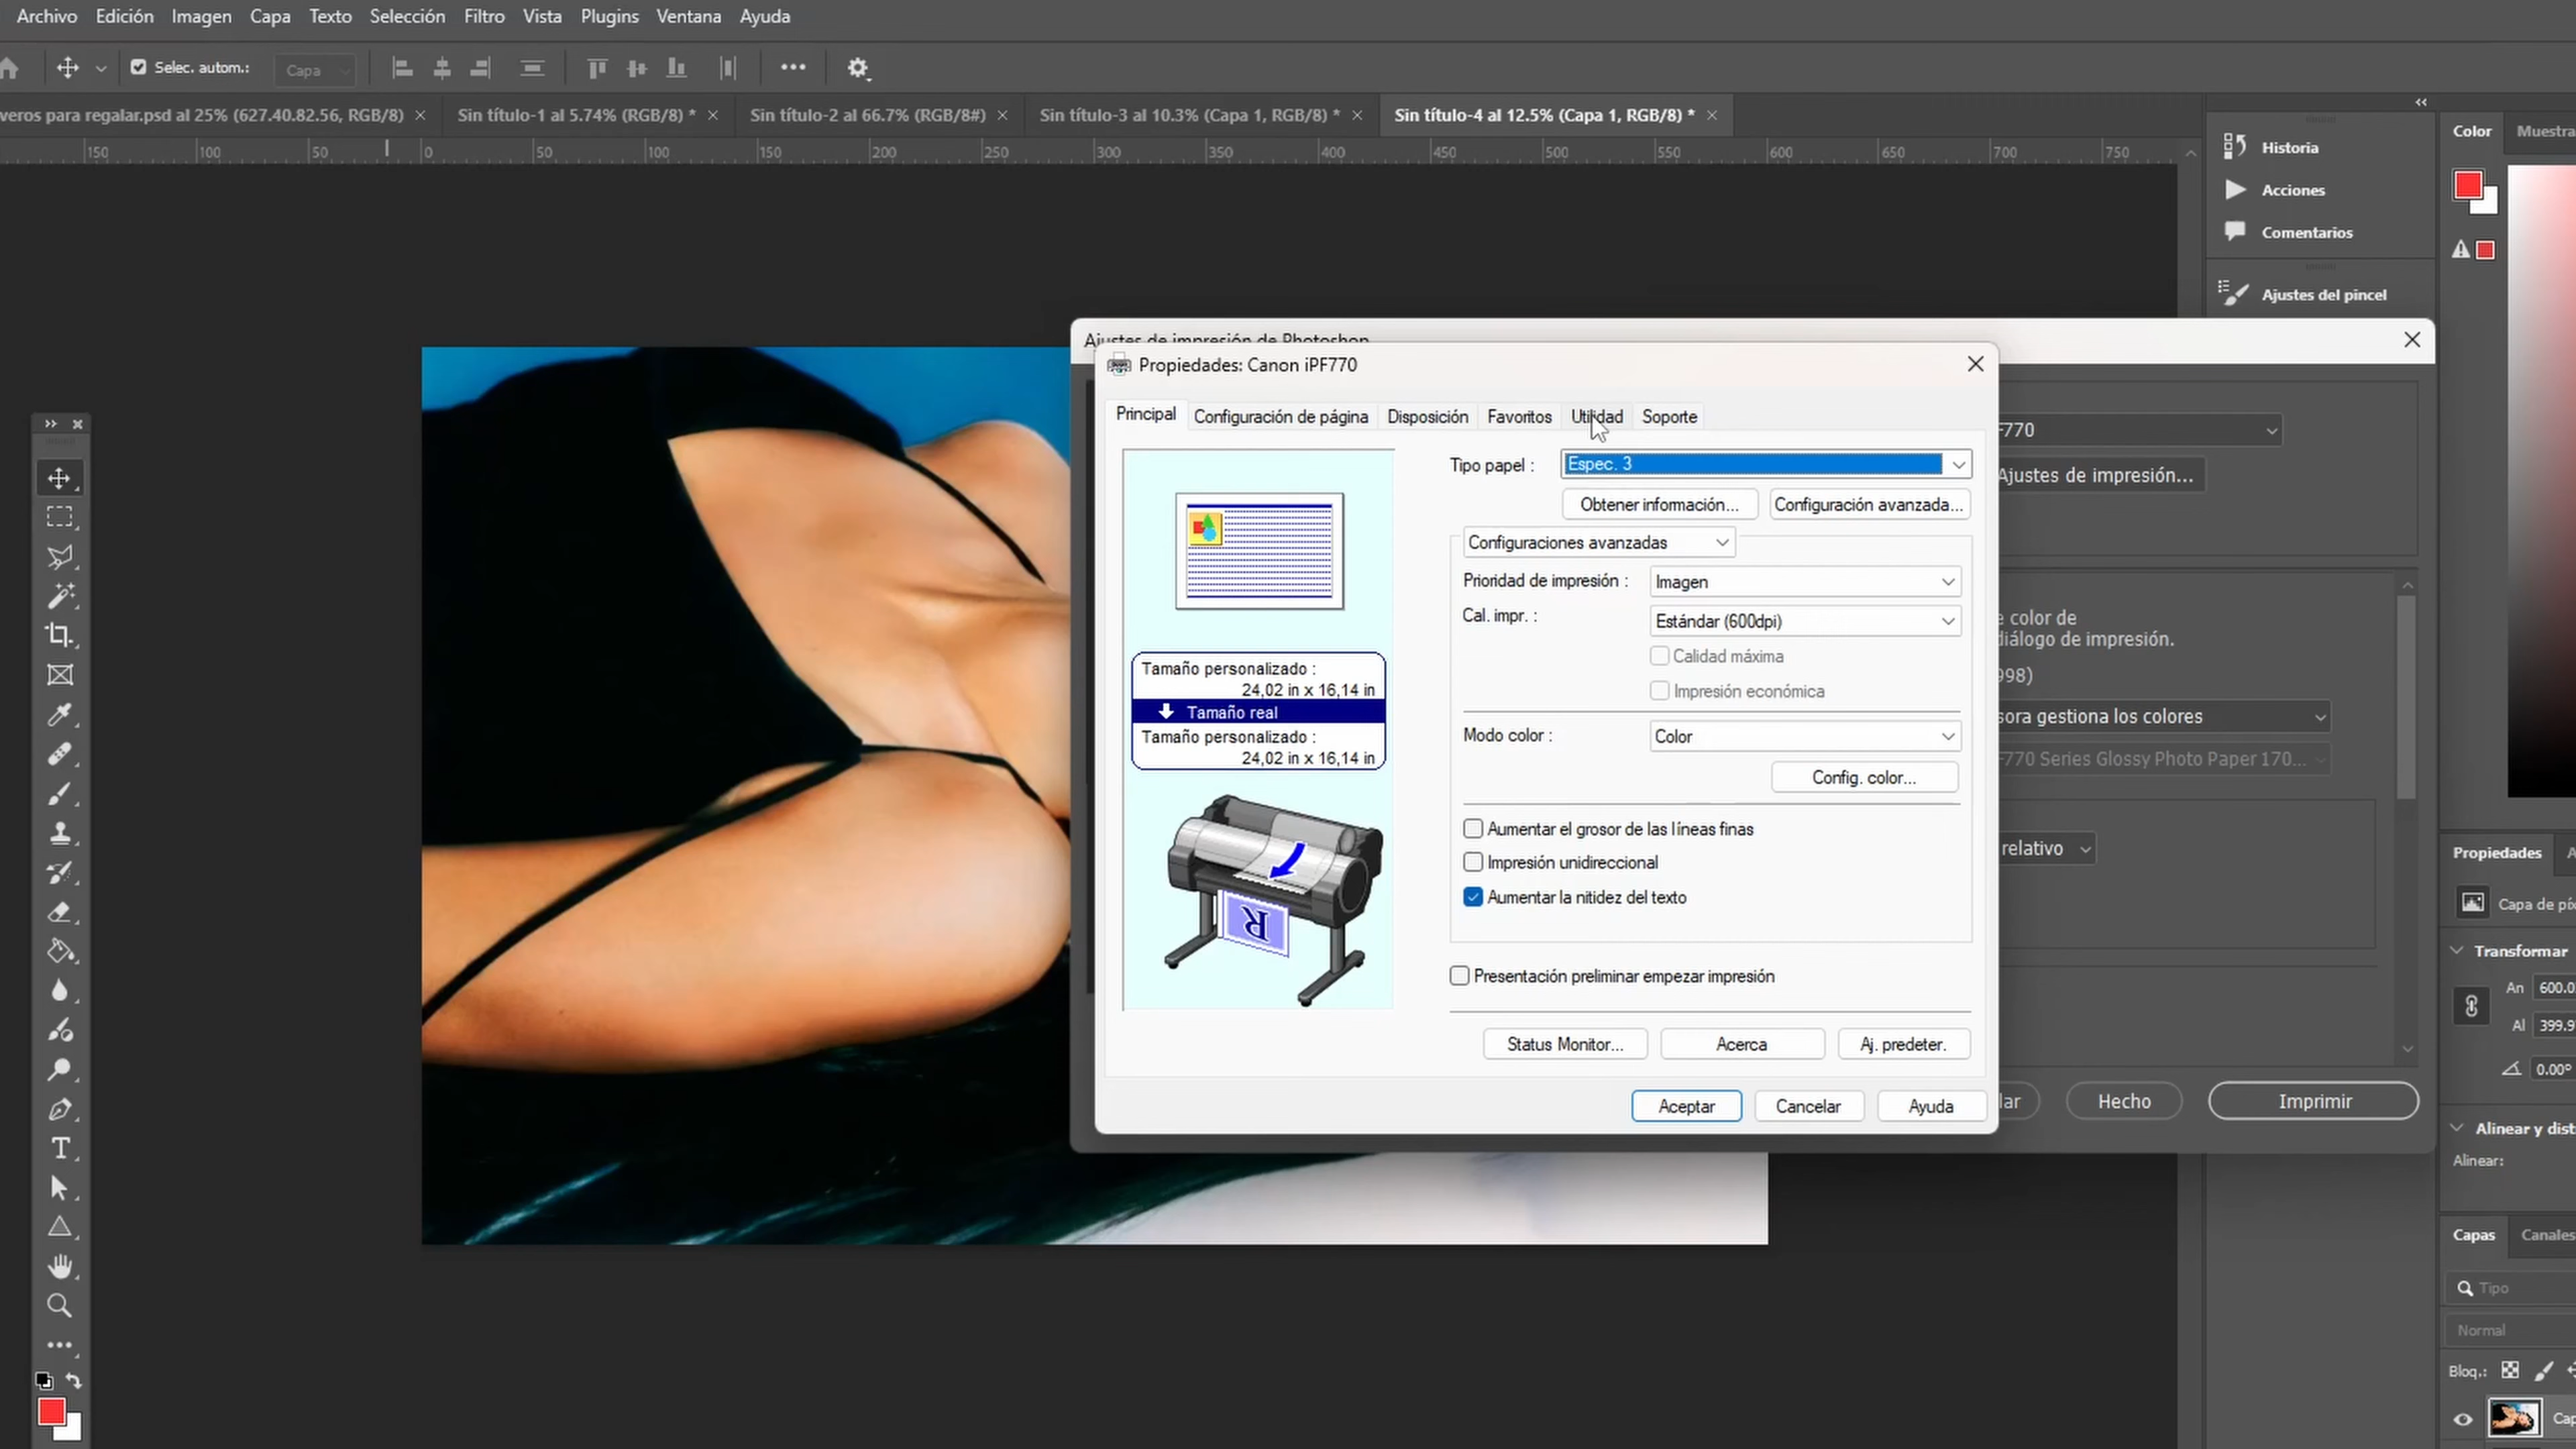 Archivo Edición Imagen Capa Texto Selección Filtro Vista Plugins Ventana Ayuda
Selec. autom.: Capa
veros para regalar.psd al 25% (627.40.82.56, RGB/8) × Sin título-1 al 5.74% (RGB/8) * × Sin título-2 al 66.7% (RGB/8#) × Sin título-3 al 10.3% (Capa 1, RGB/8) * × Sin título-4 al 12.5% (Capa 1, RGB/8) * ×
150 100 50 0 50 100 150 200 250 300 350 400 450 500 550 600 650 700 750
Historia
Acciones
Comentarios
Ajustes del pincel
Color Muestra
Ajustes de impresión de Photoshop
Propiedades: Canon iPF770
Principal Configuración de página Disposición Favoritos Utilidad Soporte
Tipo papel : Espec. 3
Obtener información... Configuración avanzada...
Configuraciones avanzadas
Prioridad de impresión : Imagen
Cal. impr. : Estándar (600dpi)
Calidad máxima
Impresión económica
Modo color : Color
Config. color...
Aumentar el grosor de las líneas finas
Impresión unidireccional
Aumentar la nitidez del texto
Presentación preliminar empezar impresión
Status Monitor... Acerca Aj. predeter.
Aceptar Cancelar Ayuda
Tamaño personalizado :
24,02 in x 16,14 in
Tamaño real
Tamaño personalizado :
24,02 in x 16,14 in
R
F770
Ajustes de impresión...
e color de
diálogo de impresión.
998)
sora gestiona los colores
F770 Series Glossy Photo Paper 170...
relativo
lar Hecho Imprimir
Propiedades A
Capa de pí
Transformar
An 600.0
Al 399.9
0.00°
Alinear y dist
Alinear:
Capas Canales
Tipo
Normal
Bloq.:
Cap
T